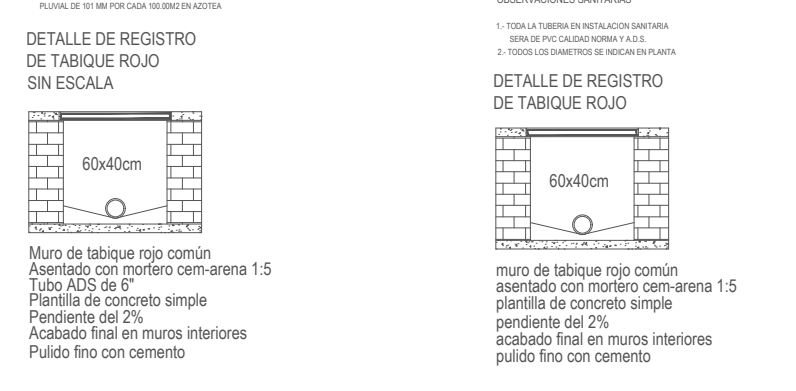 PLUVIAL DE 101 MM POR CADA 100.00M2 EN AZOTEA
DETALLE DE REGISTRO
DE TABIQUE ROJO
SIN ESCALA
60x40cm
Muro de tabique rojo común
Asentado con mortero cem-arena 1:5
Tubo ADS de 6"
Plantilla de concreto simple
Pendiente del 2%
Acabado final en muros interiores
Pulido fino con cemento
OBSERVACIONES SANITARIAS
1.- TODA LA TUBERIA EN INSTALACION SANITARIA
SERA DE PVC CALIDAD NORMA Y A.D.S.
2.- TODOS LOS DIAMETROS SE INDICAN EN PLANTA
DETALLE DE REGISTRO
DE TABIQUE ROJO
60x40cm
muro de tabique rojo común
asentado con mortero cem-arena 1:5
plantilla de concreto simple
pendiente del 2%
acabado final en muros interiores
pulido fino con cemento